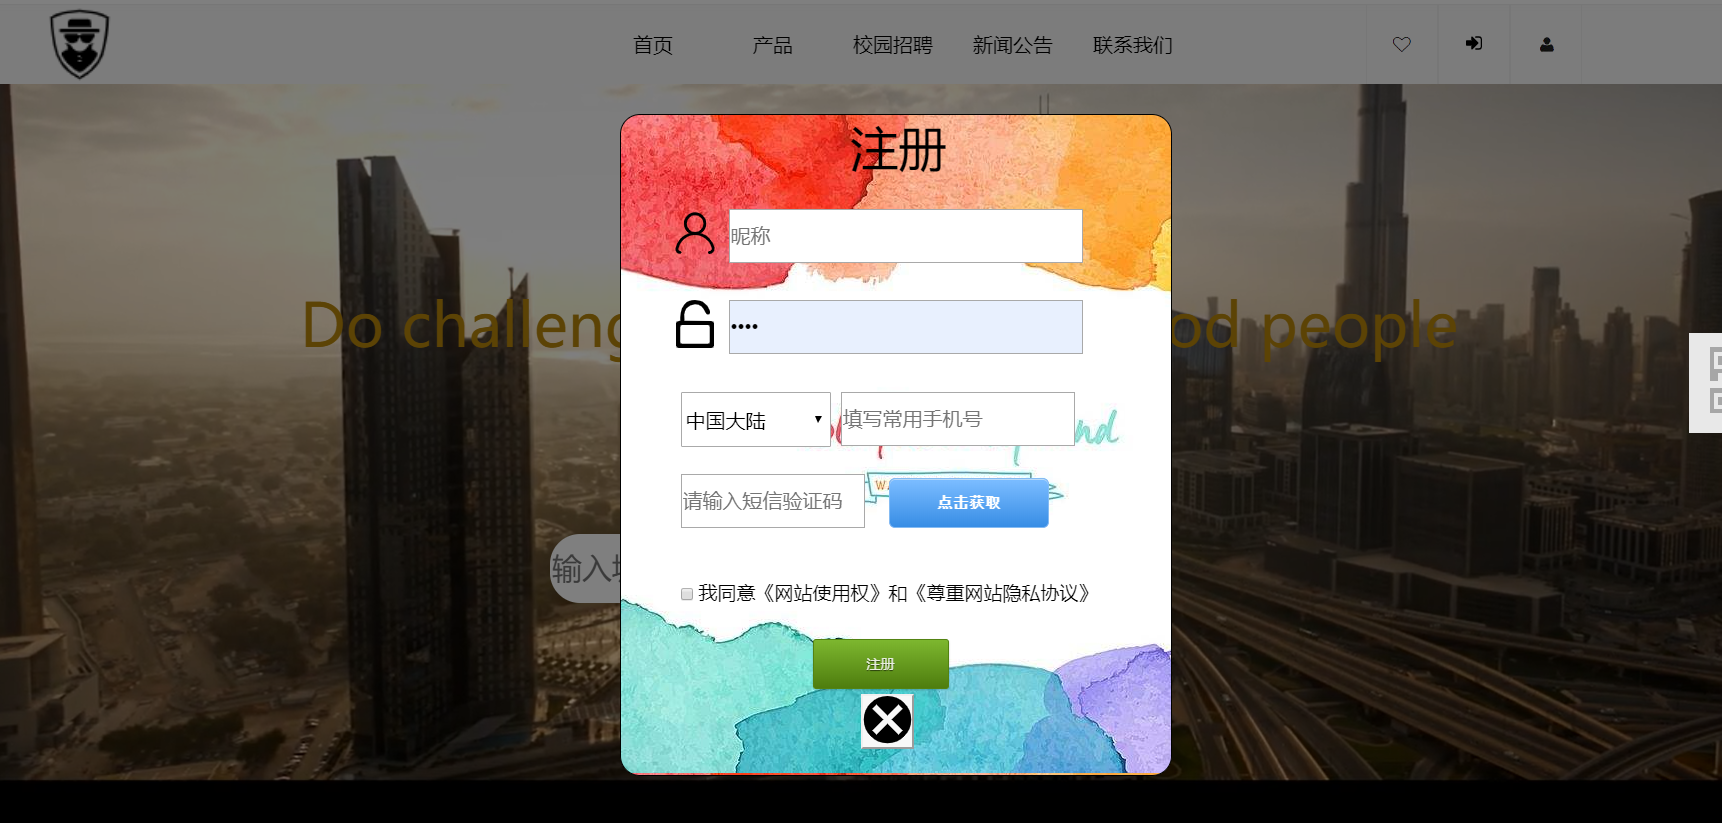 首页 产品 校园招聘 新闻公告 联系我们
注册
昵称
Do challeng
od people
••••
中国大陆 填写常用手机号
nd
请输入短信验证码 点击获取
输入
我同意《网站使用权》和《尊重网站隐私协议》
注册